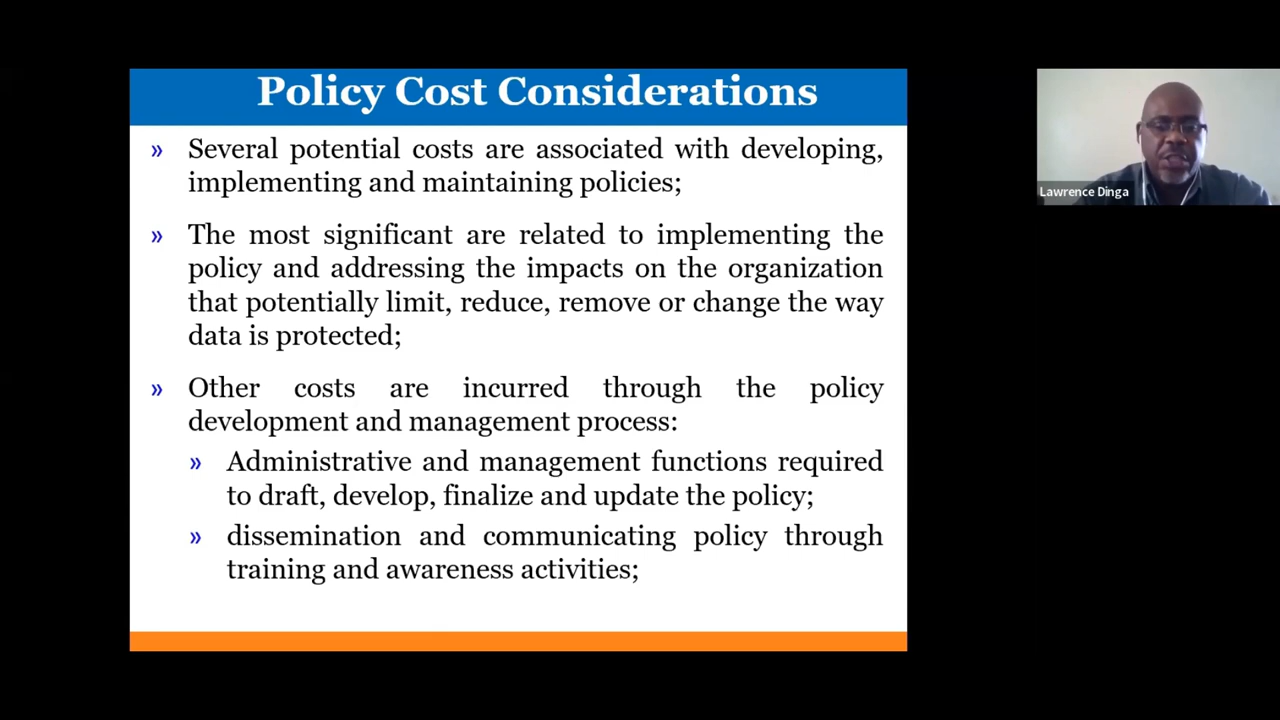 Policy Cost Considerations
» Several potential costs are associated with developing,
implementing and maintaining policies;
» The most significant are related to implementing the
policy and addressing the impacts on the organization
that potentially limit, reduce, remove or change the way
data is protected;
» Other costs are incurred through the policy
development and management process:
» Administrative and management functions required
to draft, develop, finalize and update the policy;
» dissemination and communicating policy through
training and awareness activities;
Lawrence Dinga